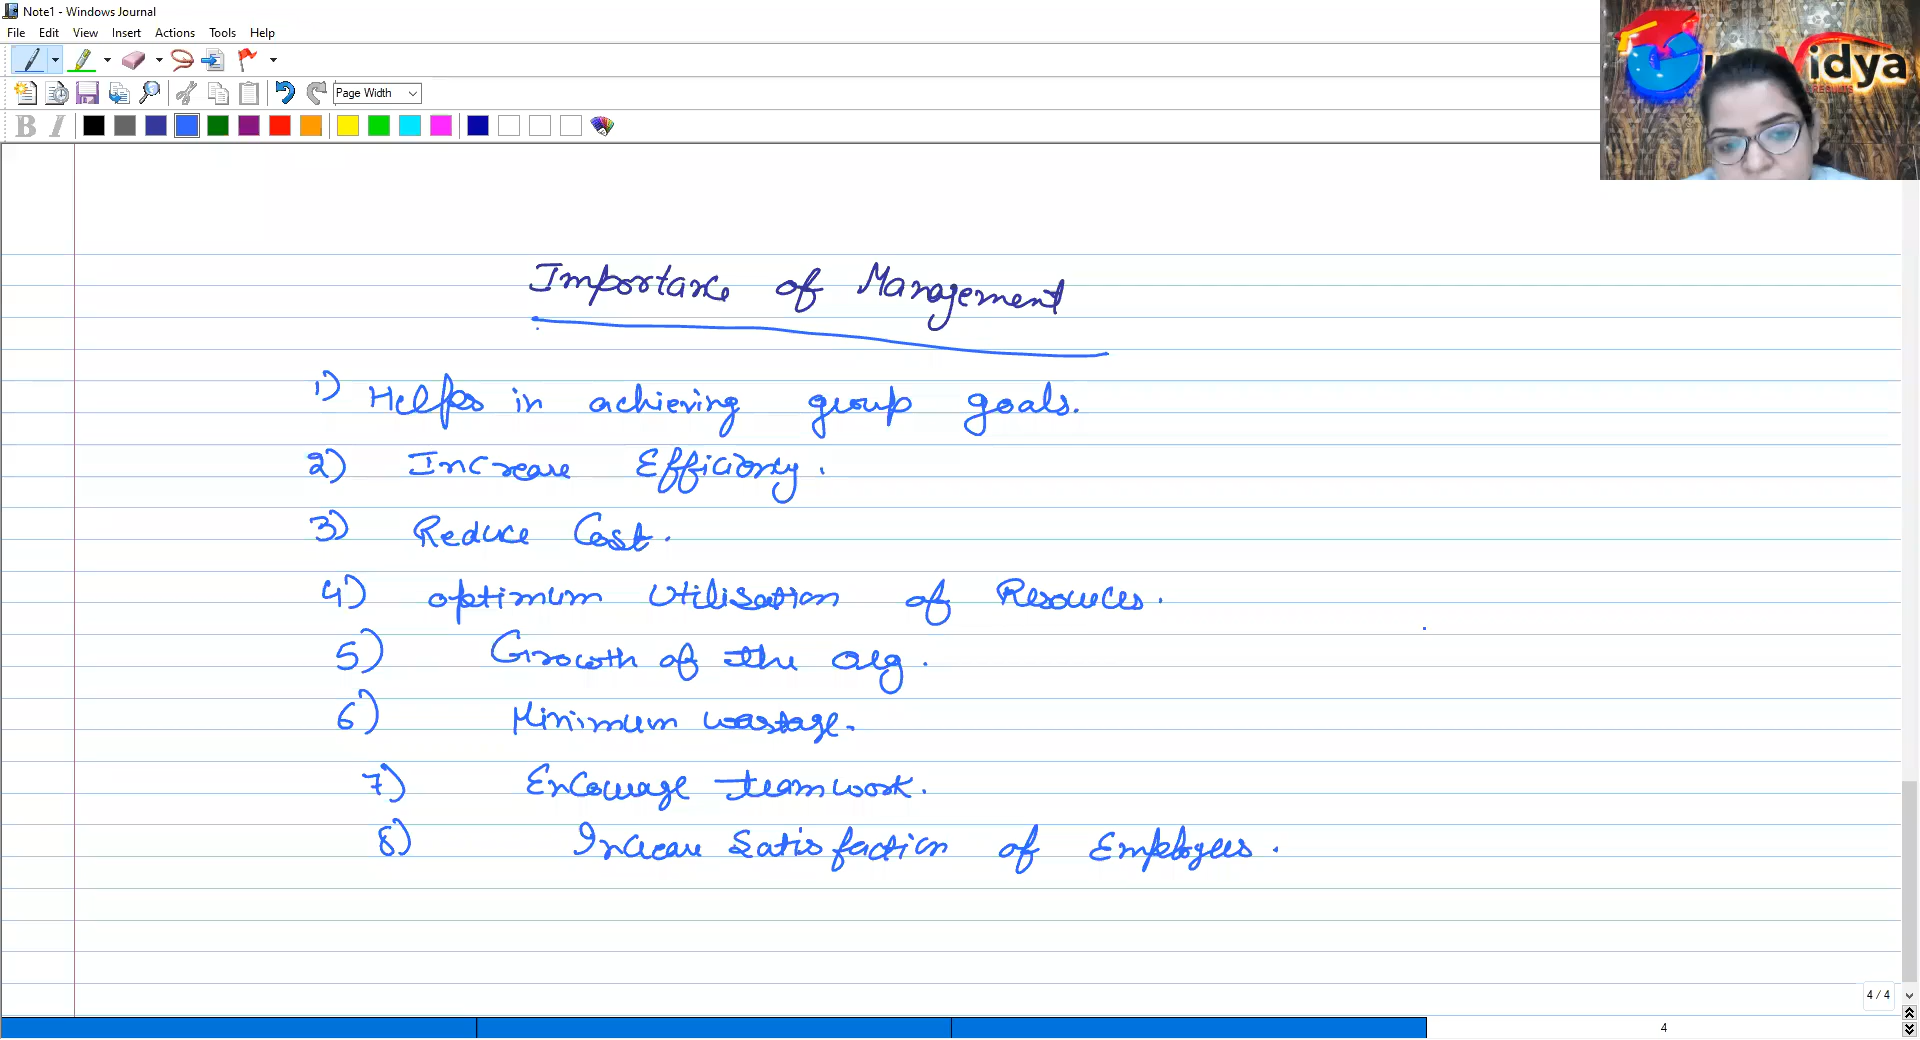 Note1 - Windows Journal
File Edit View Insert Actions Tools Help
Page Width
B I
Vidya
RESULTS
Importance of Management
1) Helps in achieving group goals.
2) Increase Efficiency.
3) Reduce Cost.
4) optimum utilisation of Resources.
5) Growth of the org.
6) Minimum wastage.
7) Encourage teamwork.
8) Increase Satisfaction of Employees.
4 / 4
4